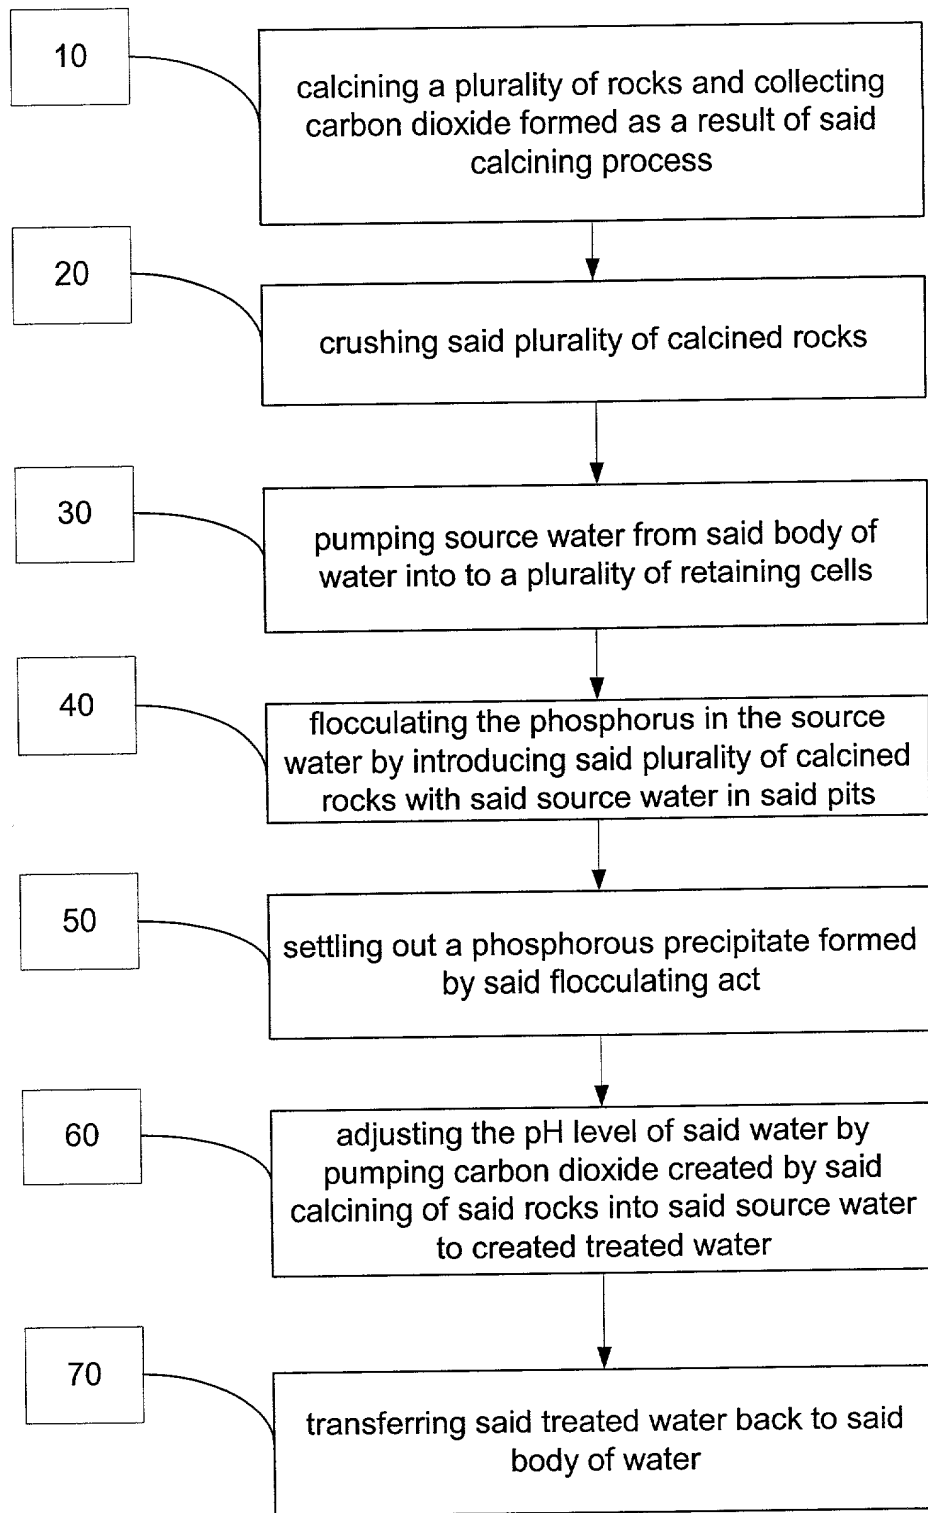 10
calcining a plurality of rocks and collecting
carbon dioxide formed as a result of said
calcining process
20
crushing said plurality of calcined rocks
30
pumping source water from said body of
water into to a plurality of retaining cells
40
flocculating the phosphorus in the source
water by introducing said plurality of calcined
rocks with said source water in said pits
50
settling out a phosphorous precipitate formed
by said flocculating act
60
adjusting the pH level of said water by
pumping carbon dioxide created by said
calcining of said rocks into said source water
to created treated water
70
transferring said treated water back to said
body of water